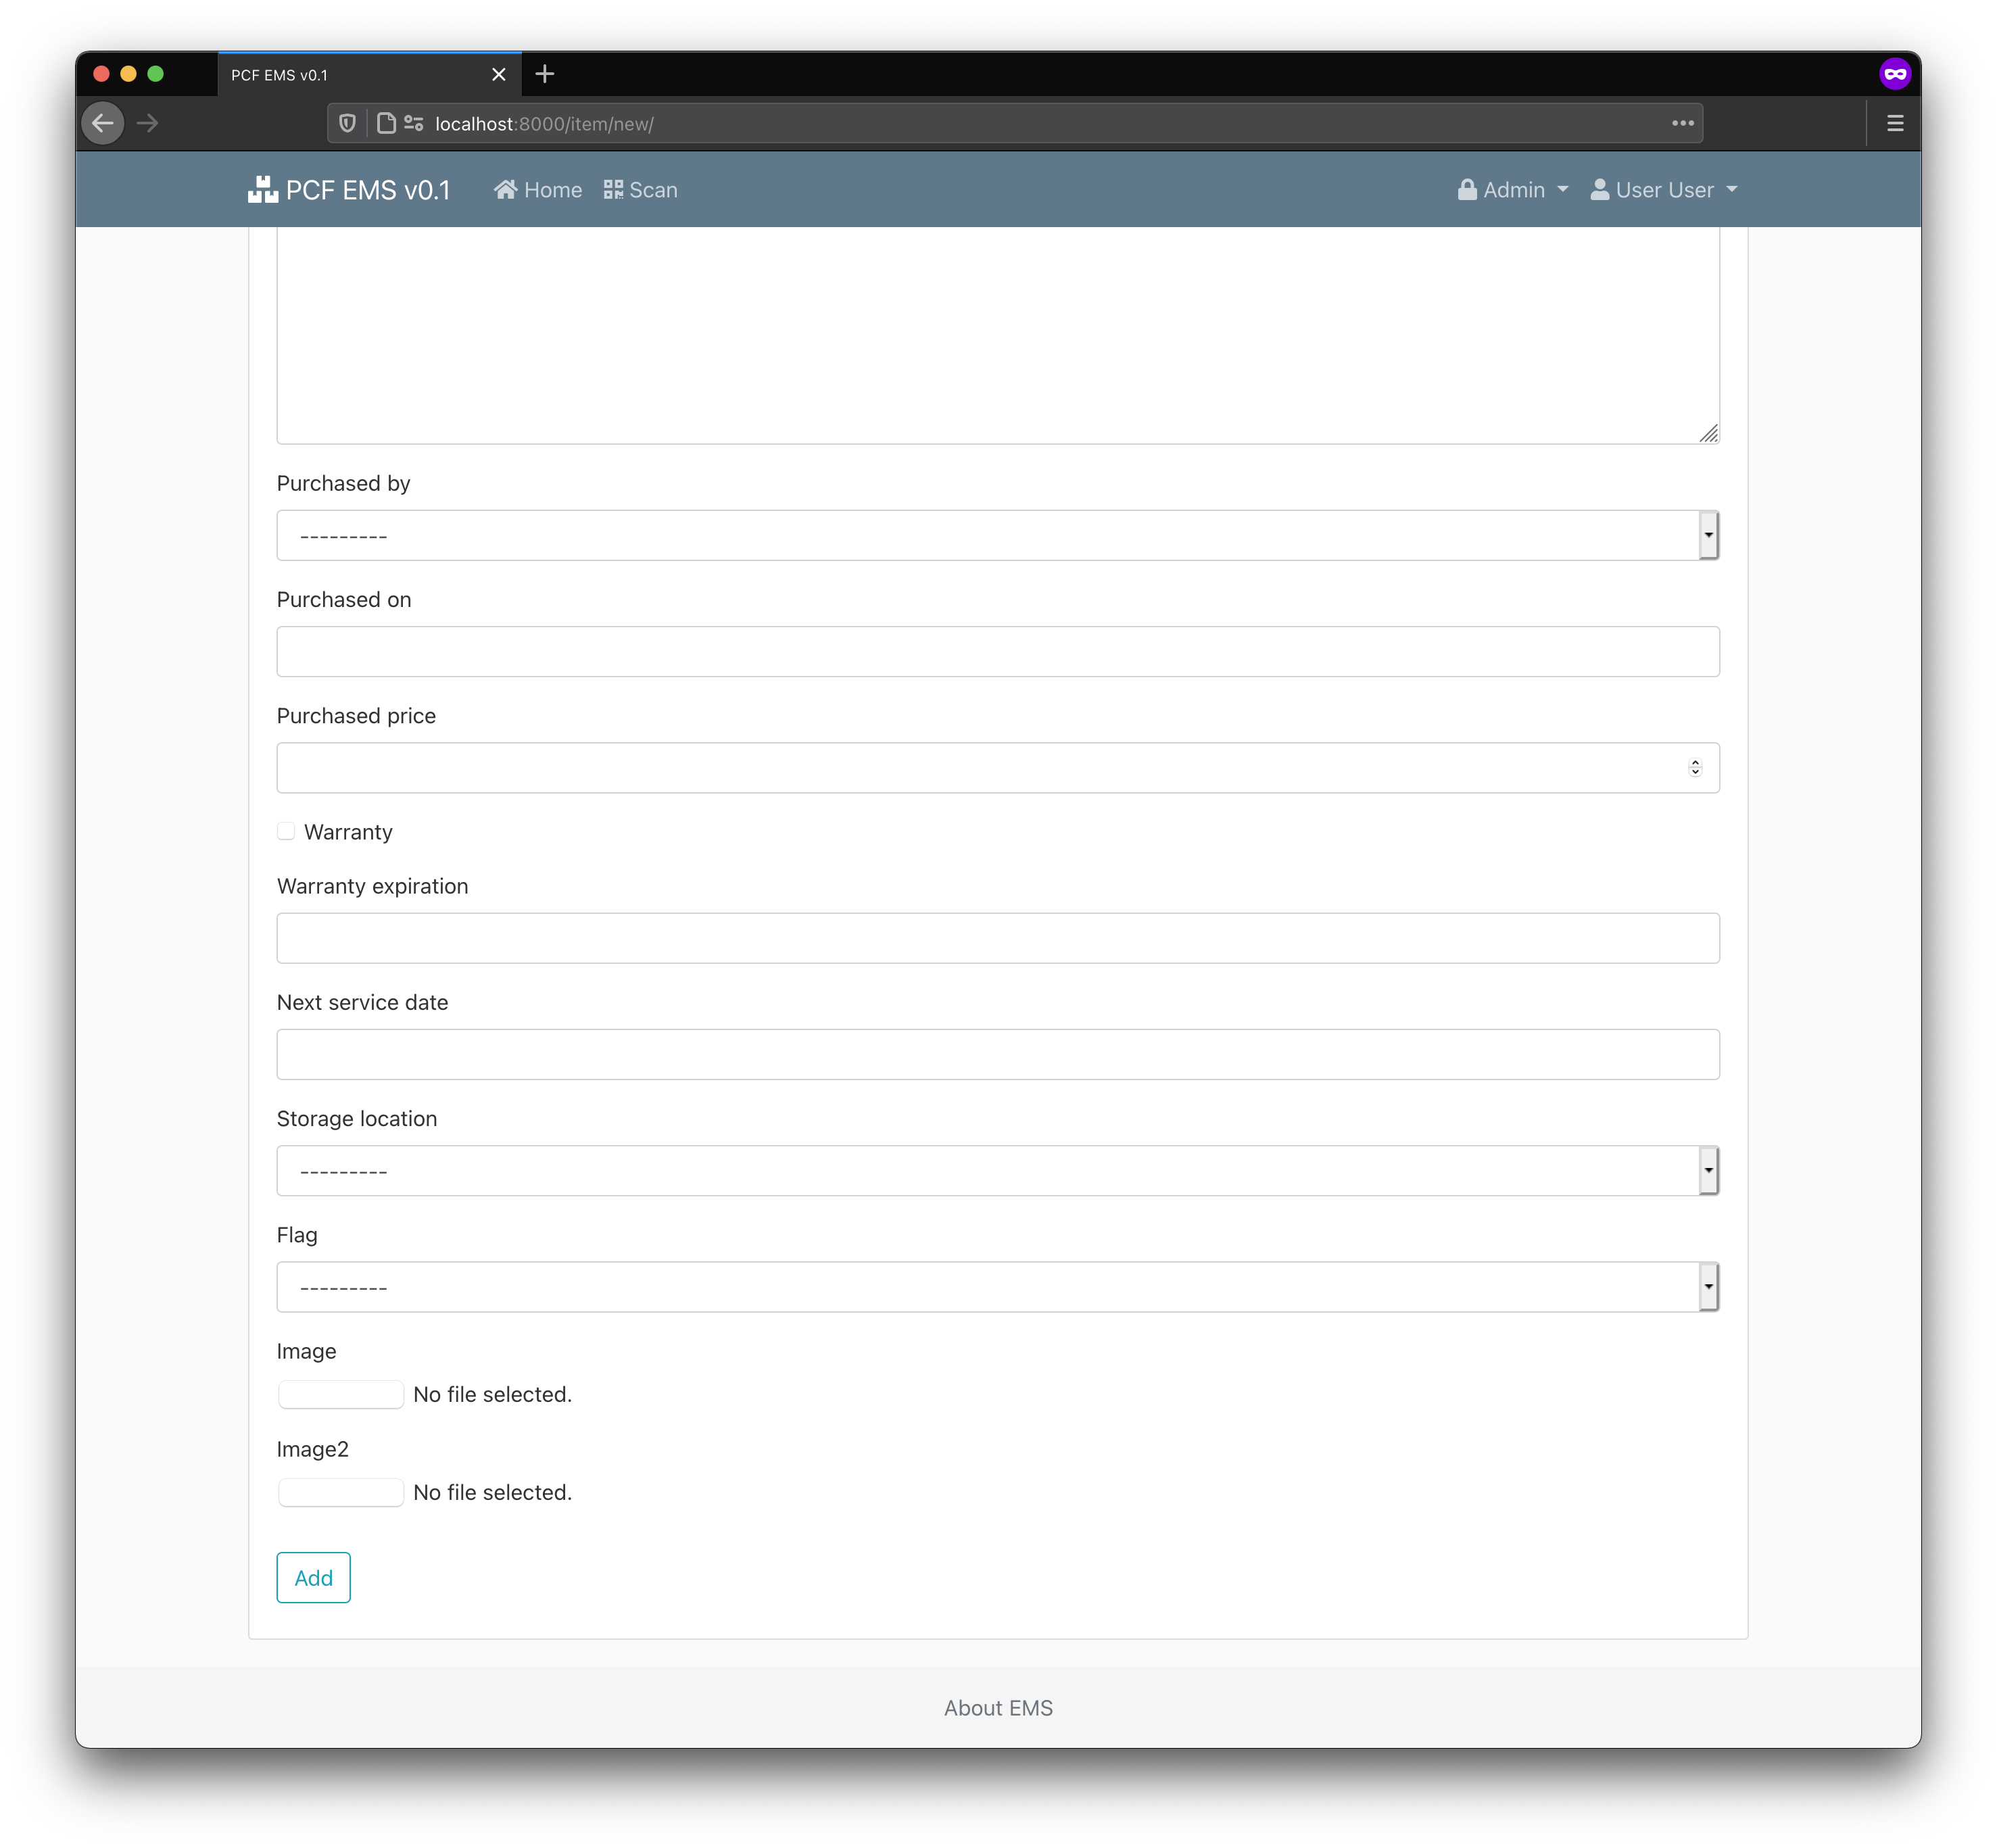 PCF EMS v0.1
localhost:8000/item/new/
PCF EMS v0.1 Home Scan Admin User User
Purchased by
---------
Purchased on
Purchased price
Warranty
Warranty expiration
Next service date
Storage location
---------
Flag
---------
Image
No file selected.
Image2
No file selected.
Add
About EMS